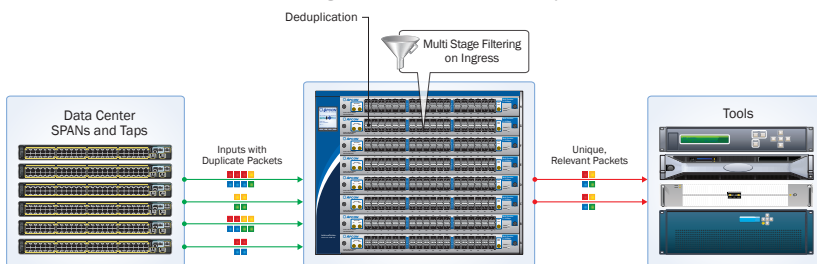 Deduplication
Multi Stage Filtering
on Ingress
Data Center
SPANs and Taps
Inputs with
Duplicate Packets
Unique,
Relevant Packets
Tools